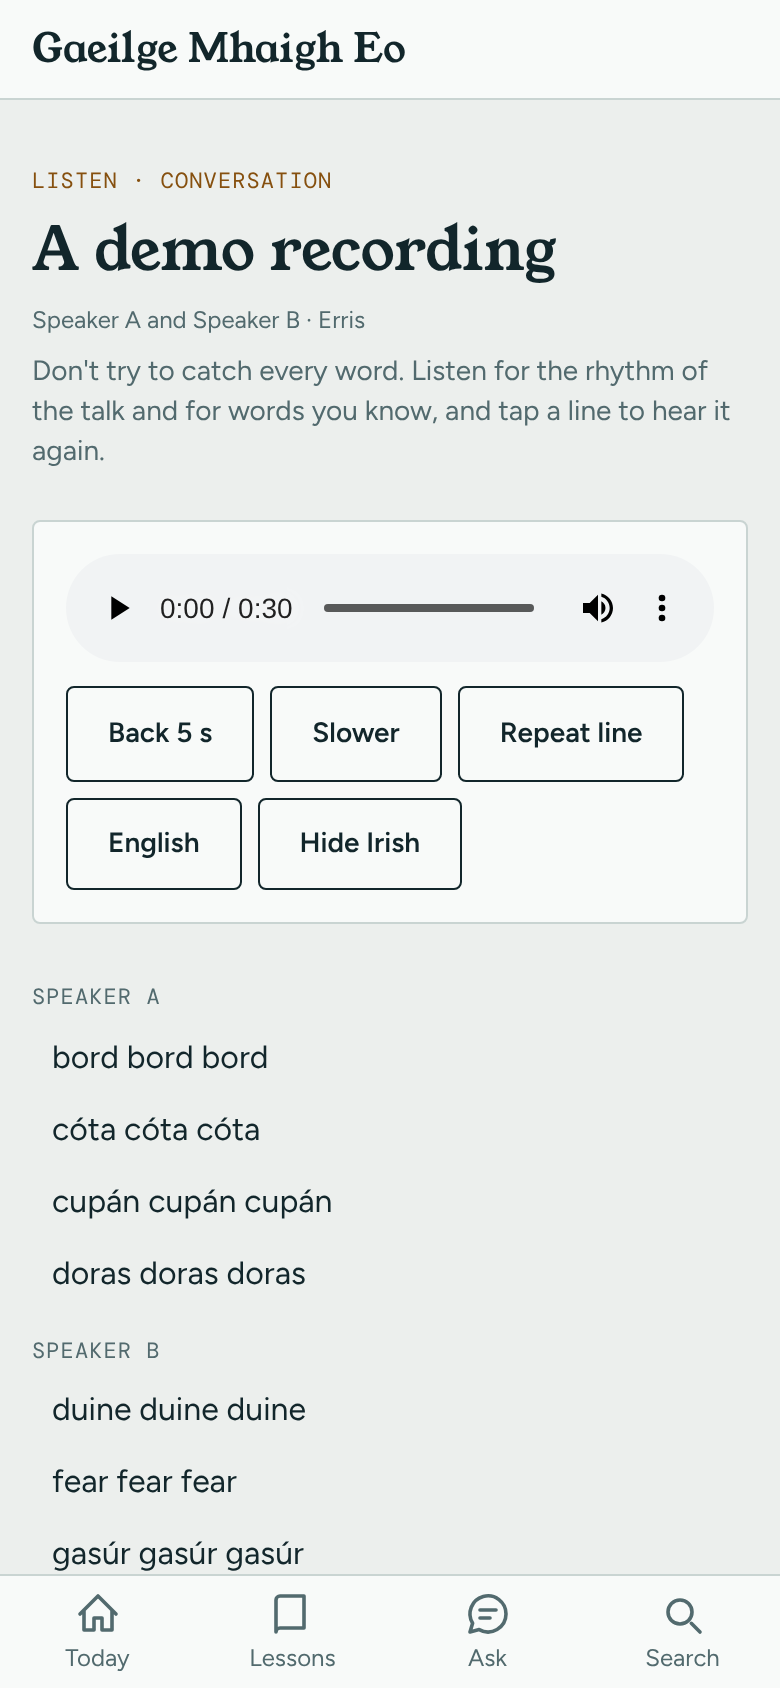 Gaeilge Mhaigh Eo
LISTEN · CONVERSATION
A demo recording
Speaker A and Speaker B · Erris
Don't try to catch every word. Listen for the rhythm of
the talk and for words you know, and tap a line to hear it
again.
0:00 / 0:30
Back 5 s
Slower
Repeat line
English
Hide Irish
SPEAKER A
bord bord bord
cóta cóta cóta
cupán cupán cupán
doras doras doras
SPEAKER B
duine duine duine
fear fear fear
gasúr gasúr gasúr
Today
Lessons
Ask
Search